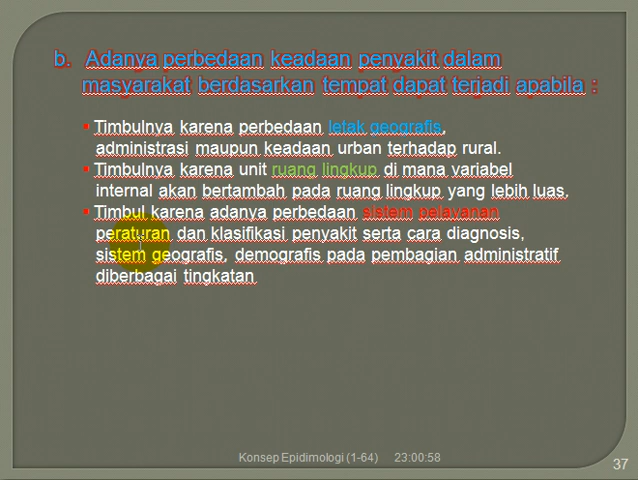 b. Adanya perbedaan keadaan penyakit dalam
masyarakat berdasarkan tempat dapat terjadi apabila :
▪ Timbulnya karena perbedaan letak geografis,
administrasi maupun keadaan urban terhadap rural.
▪ Timbulnya karena unit ruang lingkup di mana variabel
internal akan bertambah pada ruang lingkup yang lebih luas,
▪ Timbul karena adanya perbedaan sistem pelayanan
peraturan dan klasifikasi penyakit serta cara diagnosis,
sistem geografis, demografis pada pembagian administratif
diberbagai tingkatan
Konsep Epidimologi (1-64) 23:00:58
37